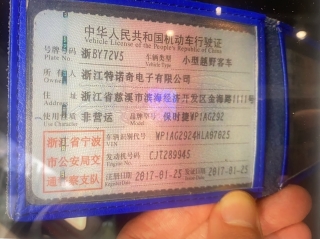 中华人民共和国机动车行驶证
Vehicle License of the People's Republic of China
号牌号码 浙BY72V5 车辆类型 小型越野客车
Plate No. Vehicle Type
所有人 浙江特诺奇电子有限公司
Owner
住址 浙江省慈溪市滨海经济开发区金海路1111号
Address
使用性质 非营运 品牌型号 保时捷WP1AG292
Use Character Model
浙江省宁波市公安局交通警察支队
车辆识别代号 WP1AG2924HLA97825
VIN
发动机号码 CJT289945
Engine No.
注册日期 2017-01-25 发证日期 2017-01-25
Register Date Issue Date